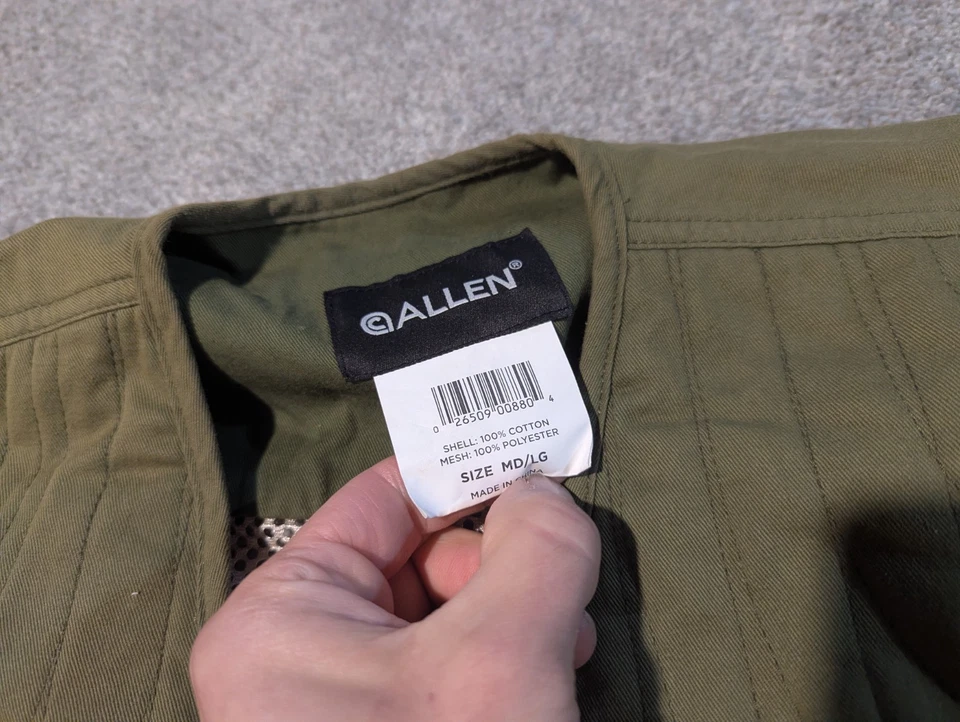 ALLEN®
0 26509 00880 4
SHELL: 100% COTTON
MESH: 100% POLYESTER
SIZE MD/LG
MADE IN